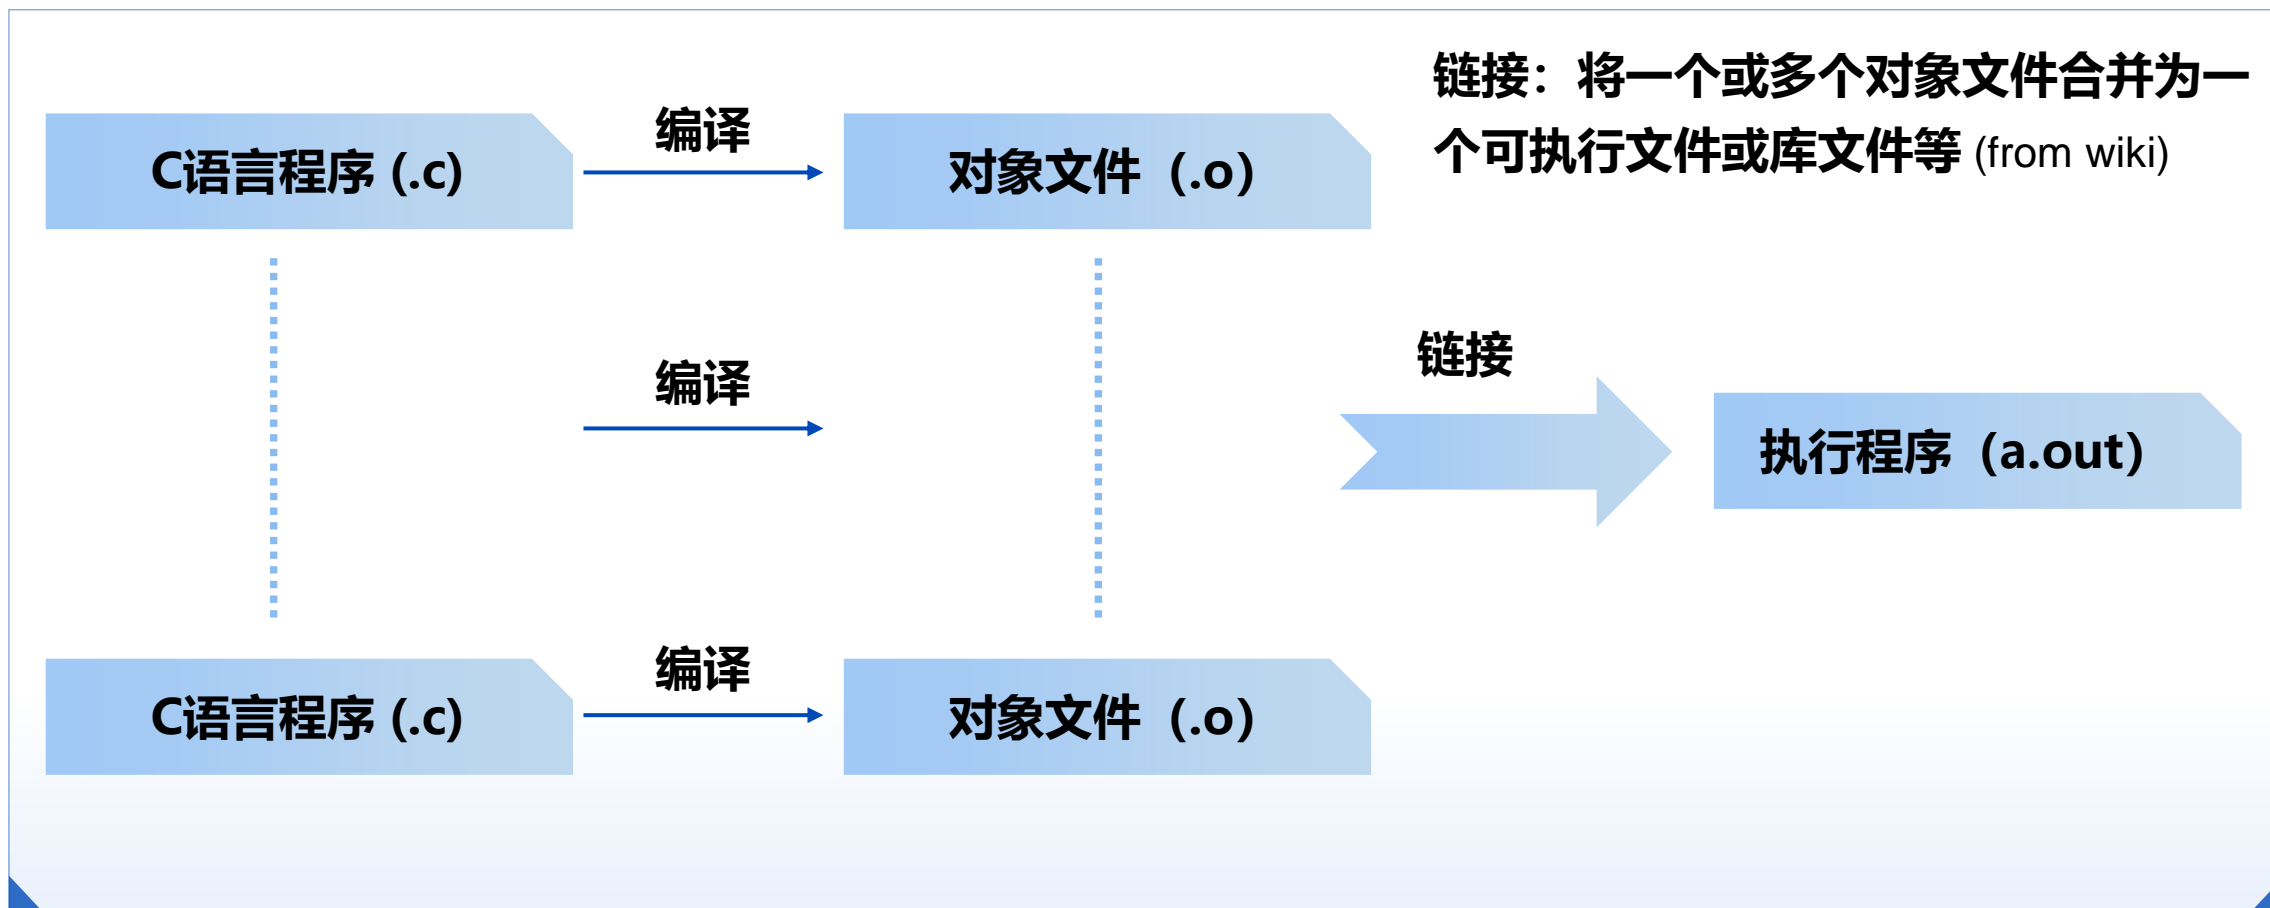 链接：将一个或多个对象文件合并为一
个可执行文件或库文件等 (from wiki)
编译
C语言程序 (.c)
对象文件（.o）
链接
编译
执行程序（a.out）
编译
C语言程序 (.c)
对象文件（.o）